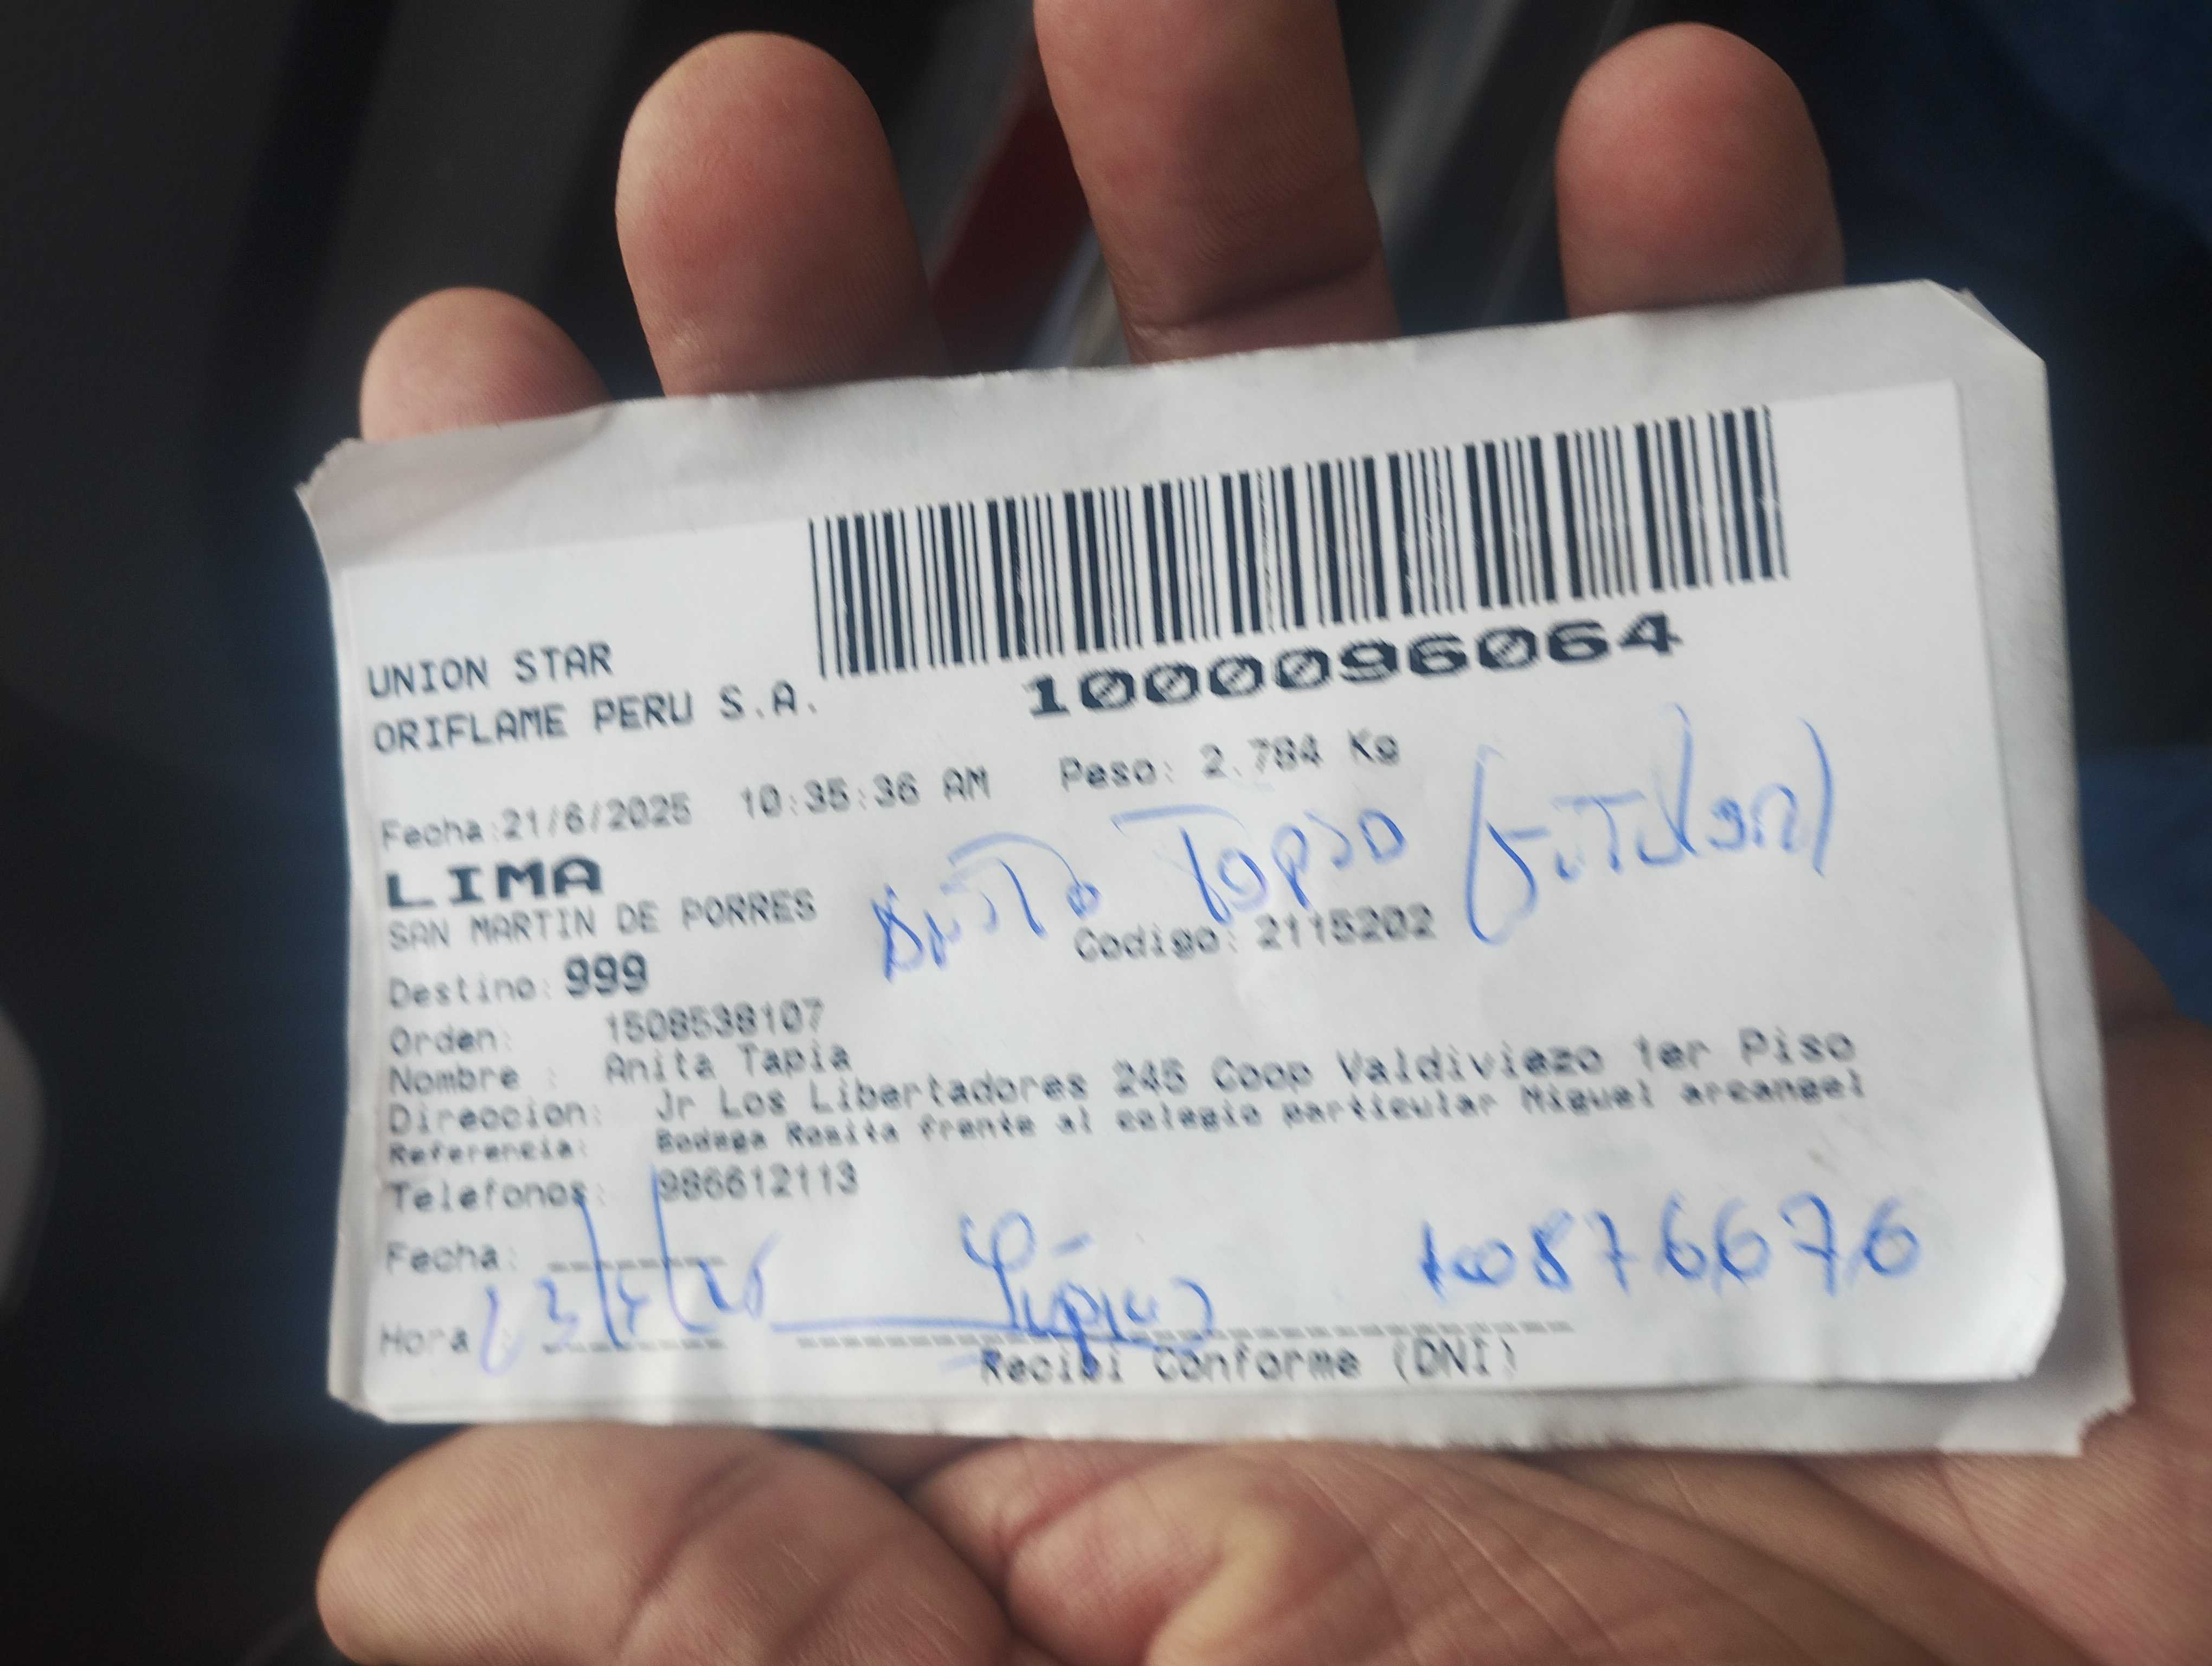 1000096064
UNION STAR
ORIFLAME PERU S.A.
Fecha:21/6/2025 10:35:36 AM Peso: 2.784 Kg
LIMA
Anita Tapia (Titular)
SAN MARTIN DE PORRES
Codigo: 2115202
Destino: 999
Orden: 1508538107
Nombre : Anita Tapia
Direccion: Jr Los Libertadores 245 Coop Valdiviezo 1er Piso
Referencia: Bodega Rosita frente al colegio particular Miguel arcangel
Telefonos: 986612113
Fecha:
10876676
Hora :
Recibi Conforme (DNI)